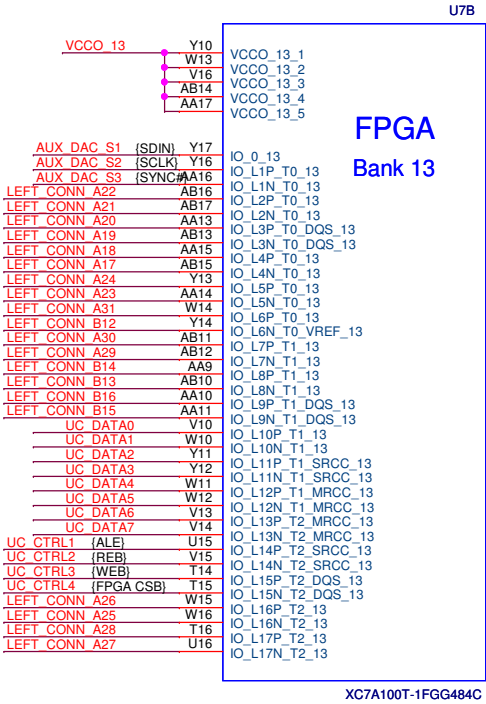 U7B
VCCO_13 Y10 VCCO_13_1
W13 VCCO_13_2
V16 VCCO_13_3
AB14 VCCO_13_4
AA17 VCCO_13_5
FPGA
Bank 13
AUX_DAC_S1 {SDIN} Y17 IO_0_13
AUX_DAC_S2 {SCLK} Y16 IO_L1P_T0_13
AUX_DAC_S3 {SYNC#} AA16 IO_L1N_T0_13
LEFT_CONN_A22 AB16 IO_L2P_T0_13
LEFT_CONN_A21 AB17 IO_L2N_T0_13
LEFT_CONN_A20 AA13 IO_L3P_T0_DQS_13
LEFT_CONN_A19 AB13 IO_L3N_T0_DQS_13
LEFT_CONN_A18 AA15 IO_L4P_T0_13
LEFT_CONN_A17 AB15 IO_L4N_T0_13
LEFT_CONN_A24 Y13 IO_L5P_T0_13
LEFT_CONN_A23 AA14 IO_L5N_T0_13
LEFT_CONN_A31 W14 IO_L6P_T0_13
LEFT_CONN_B12 Y14 IO_L6N_T0_VREF_13
LEFT_CONN_A30 AB11 IO_L7P_T1_13
LEFT_CONN_A29 AB12 IO_L7N_T1_13
LEFT_CONN_B14 AA9 IO_L8P_T1_13
LEFT_CONN_B13 AB10 IO_L8N_T1_13
LEFT_CONN_B16 AA10 IO_L9P_T1_DQS_13
LEFT_CONN_B15 AA11 IO_L9N_T1_DQS_13
UC_DATA0 V10 IO_L10P_T1_13
UC_DATA1 W10 IO_L10N_T1_13
UC_DATA2 Y11 IO_L11P_T1_SRCC_13
UC_DATA3 Y12 IO_L11N_T1_SRCC_13
UC_DATA4 W11 IO_L12P_T1_MRCC_13
UC_DATA5 W12 IO_L12N_T1_MRCC_13
UC_DATA6 V13 IO_L13P_T2_MRCC_13
UC_DATA7 V14 IO_L13N_T2_MRCC_13
UC_CTRL1 {ALE} U15 IO_L14P_T2_SRCC_13
UC_CTRL2 {REB} V15 IO_L14N_T2_SRCC_13
UC_CTRL3 {WEB} T14 IO_L15P_T2_DQS_13
UC_CTRL4 {FPGA CSB} T15 IO_L15N_T2_DQS_13
LEFT_CONN_A26 W15 IO_L16P_T2_13
LEFT_CONN_A25 W16 IO_L16N_T2_13
LEFT_CONN_A28 T16 IO_L17P_T2_13
LEFT_CONN_A27 U16 IO_L17N_T2_13
XC7A100T-1FGG484C